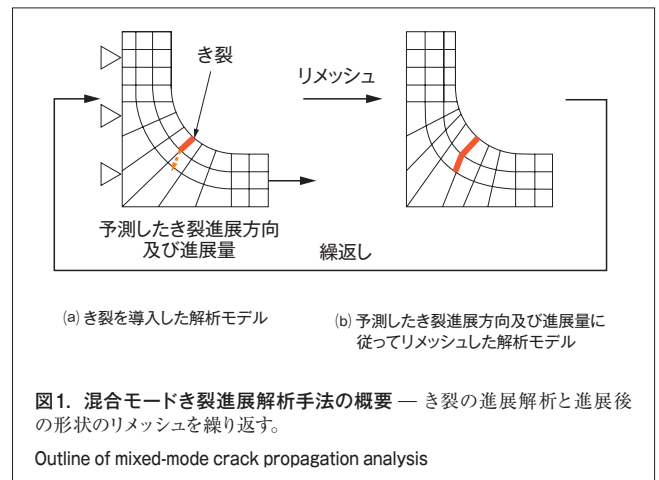 き裂
リメッシュ
予測したき裂進展方向
及び進展量
繰返し
(a) き裂を導入した解析モデル
(b) 予測したき裂進展方向及び進展量に
従ってリメッシュした解析モデル
図1. 混合モードき裂進展解析手法の概要 ― き裂の進展解析と進展後
の形状のリメッシュを繰り返す。
Outline of mixed-mode crack propagation analysis